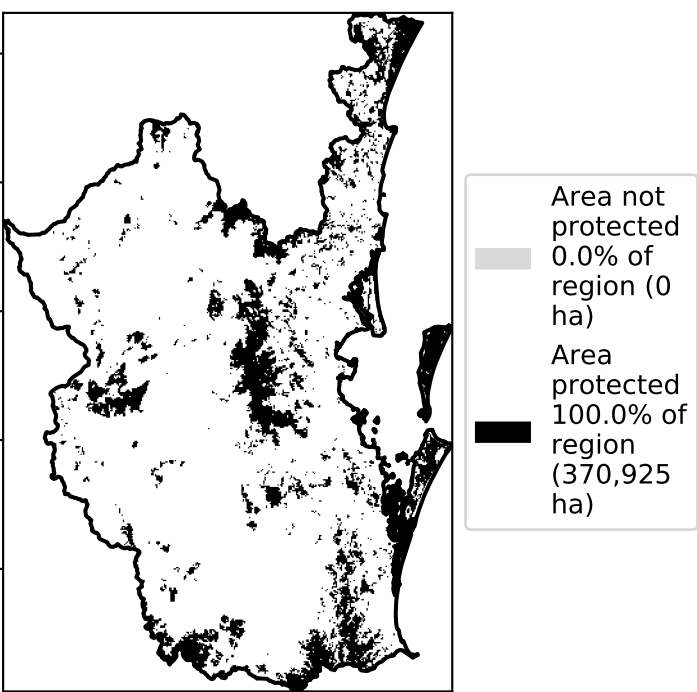 Area not
protected
0.0% of
region (0
ha)
Area
protected
100.0% of
region
(370,925
ha)